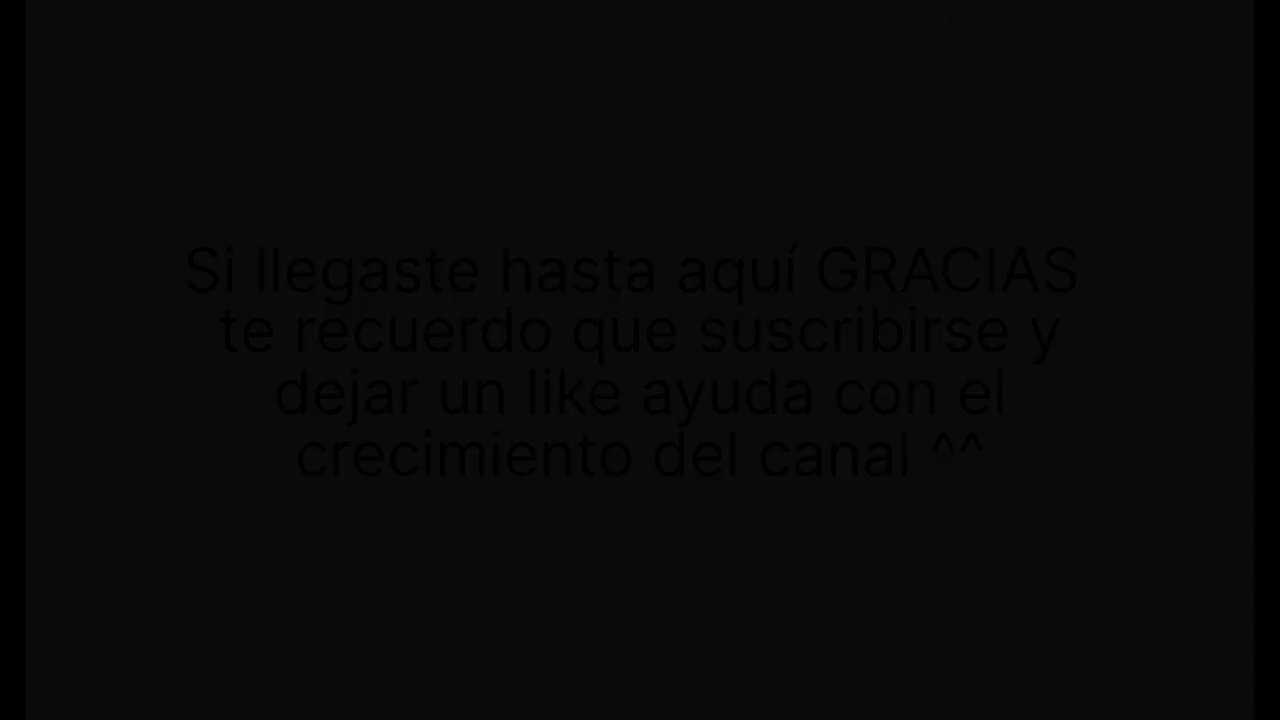 Si llegaste hasta aquí GRACIAS
te recuerdo que suscribirse y
dejar un like ayuda con el
crecimiento del canal ^^